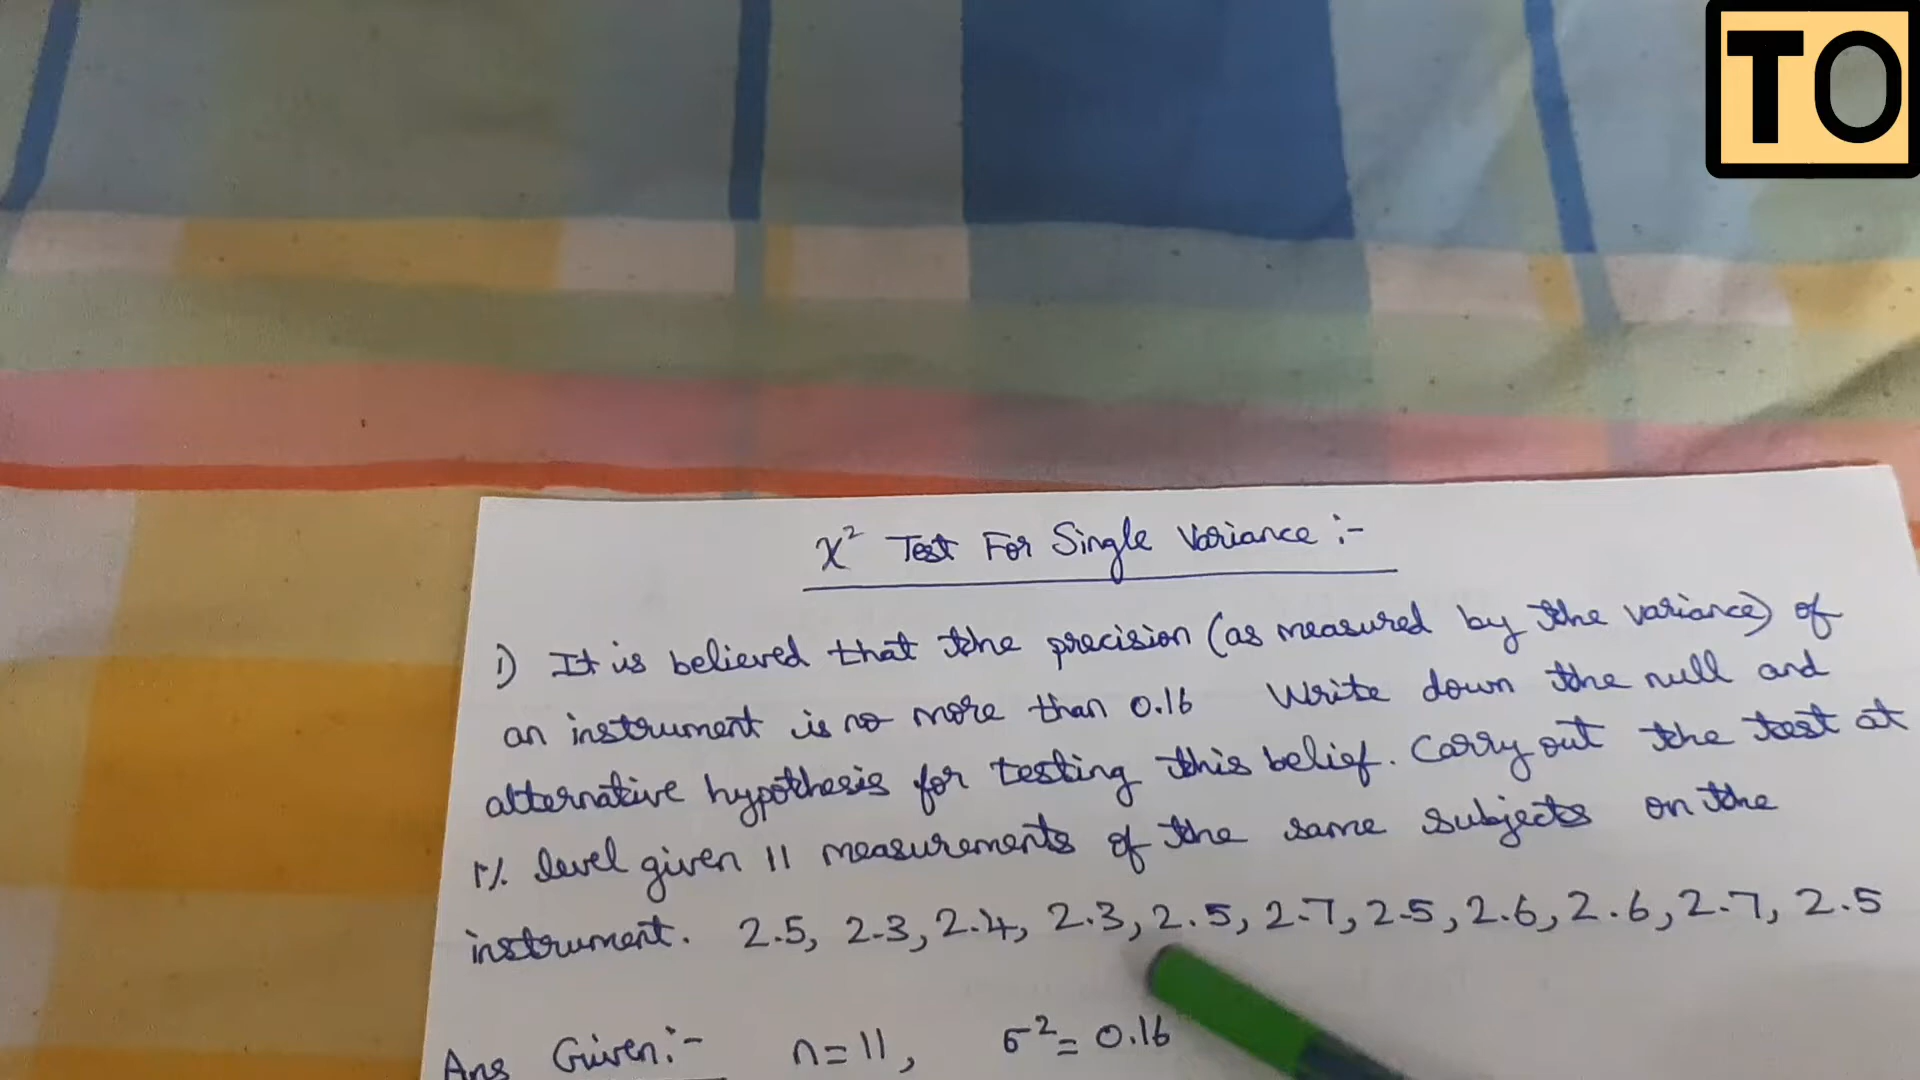 TO
χ² Test For Single Variance :-
1) It is believed that the precision (as measured by the variance) of
an instrument is no more than 0.16 Write down the null and
alternative hypothesis for testing this belief. Carry out the test at
1% level given 11 measurements of the same subjects on the
instrument. 2.5, 2.3, 2.4, 2.3, 2.5, 2.7, 2.5, 2.6, 2.6, 2.7, 2.5
Ans Given:- n=11, σ²= 0.16